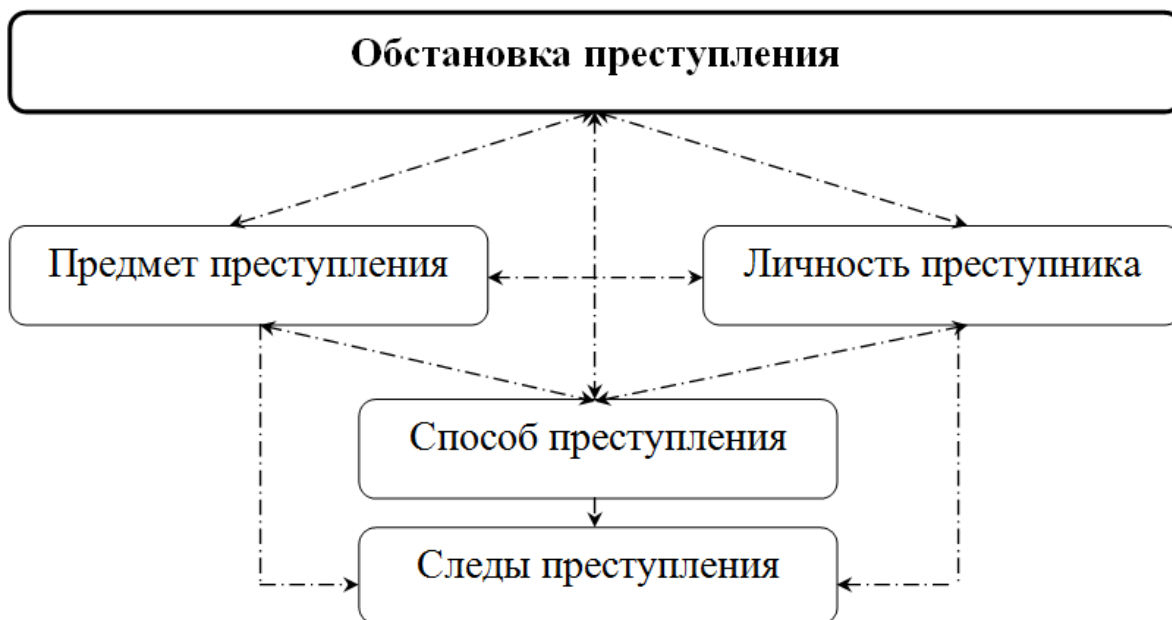 Обстановка преступления
Предмет преступления
Личность преступника
Способ преступления
Следы преступления